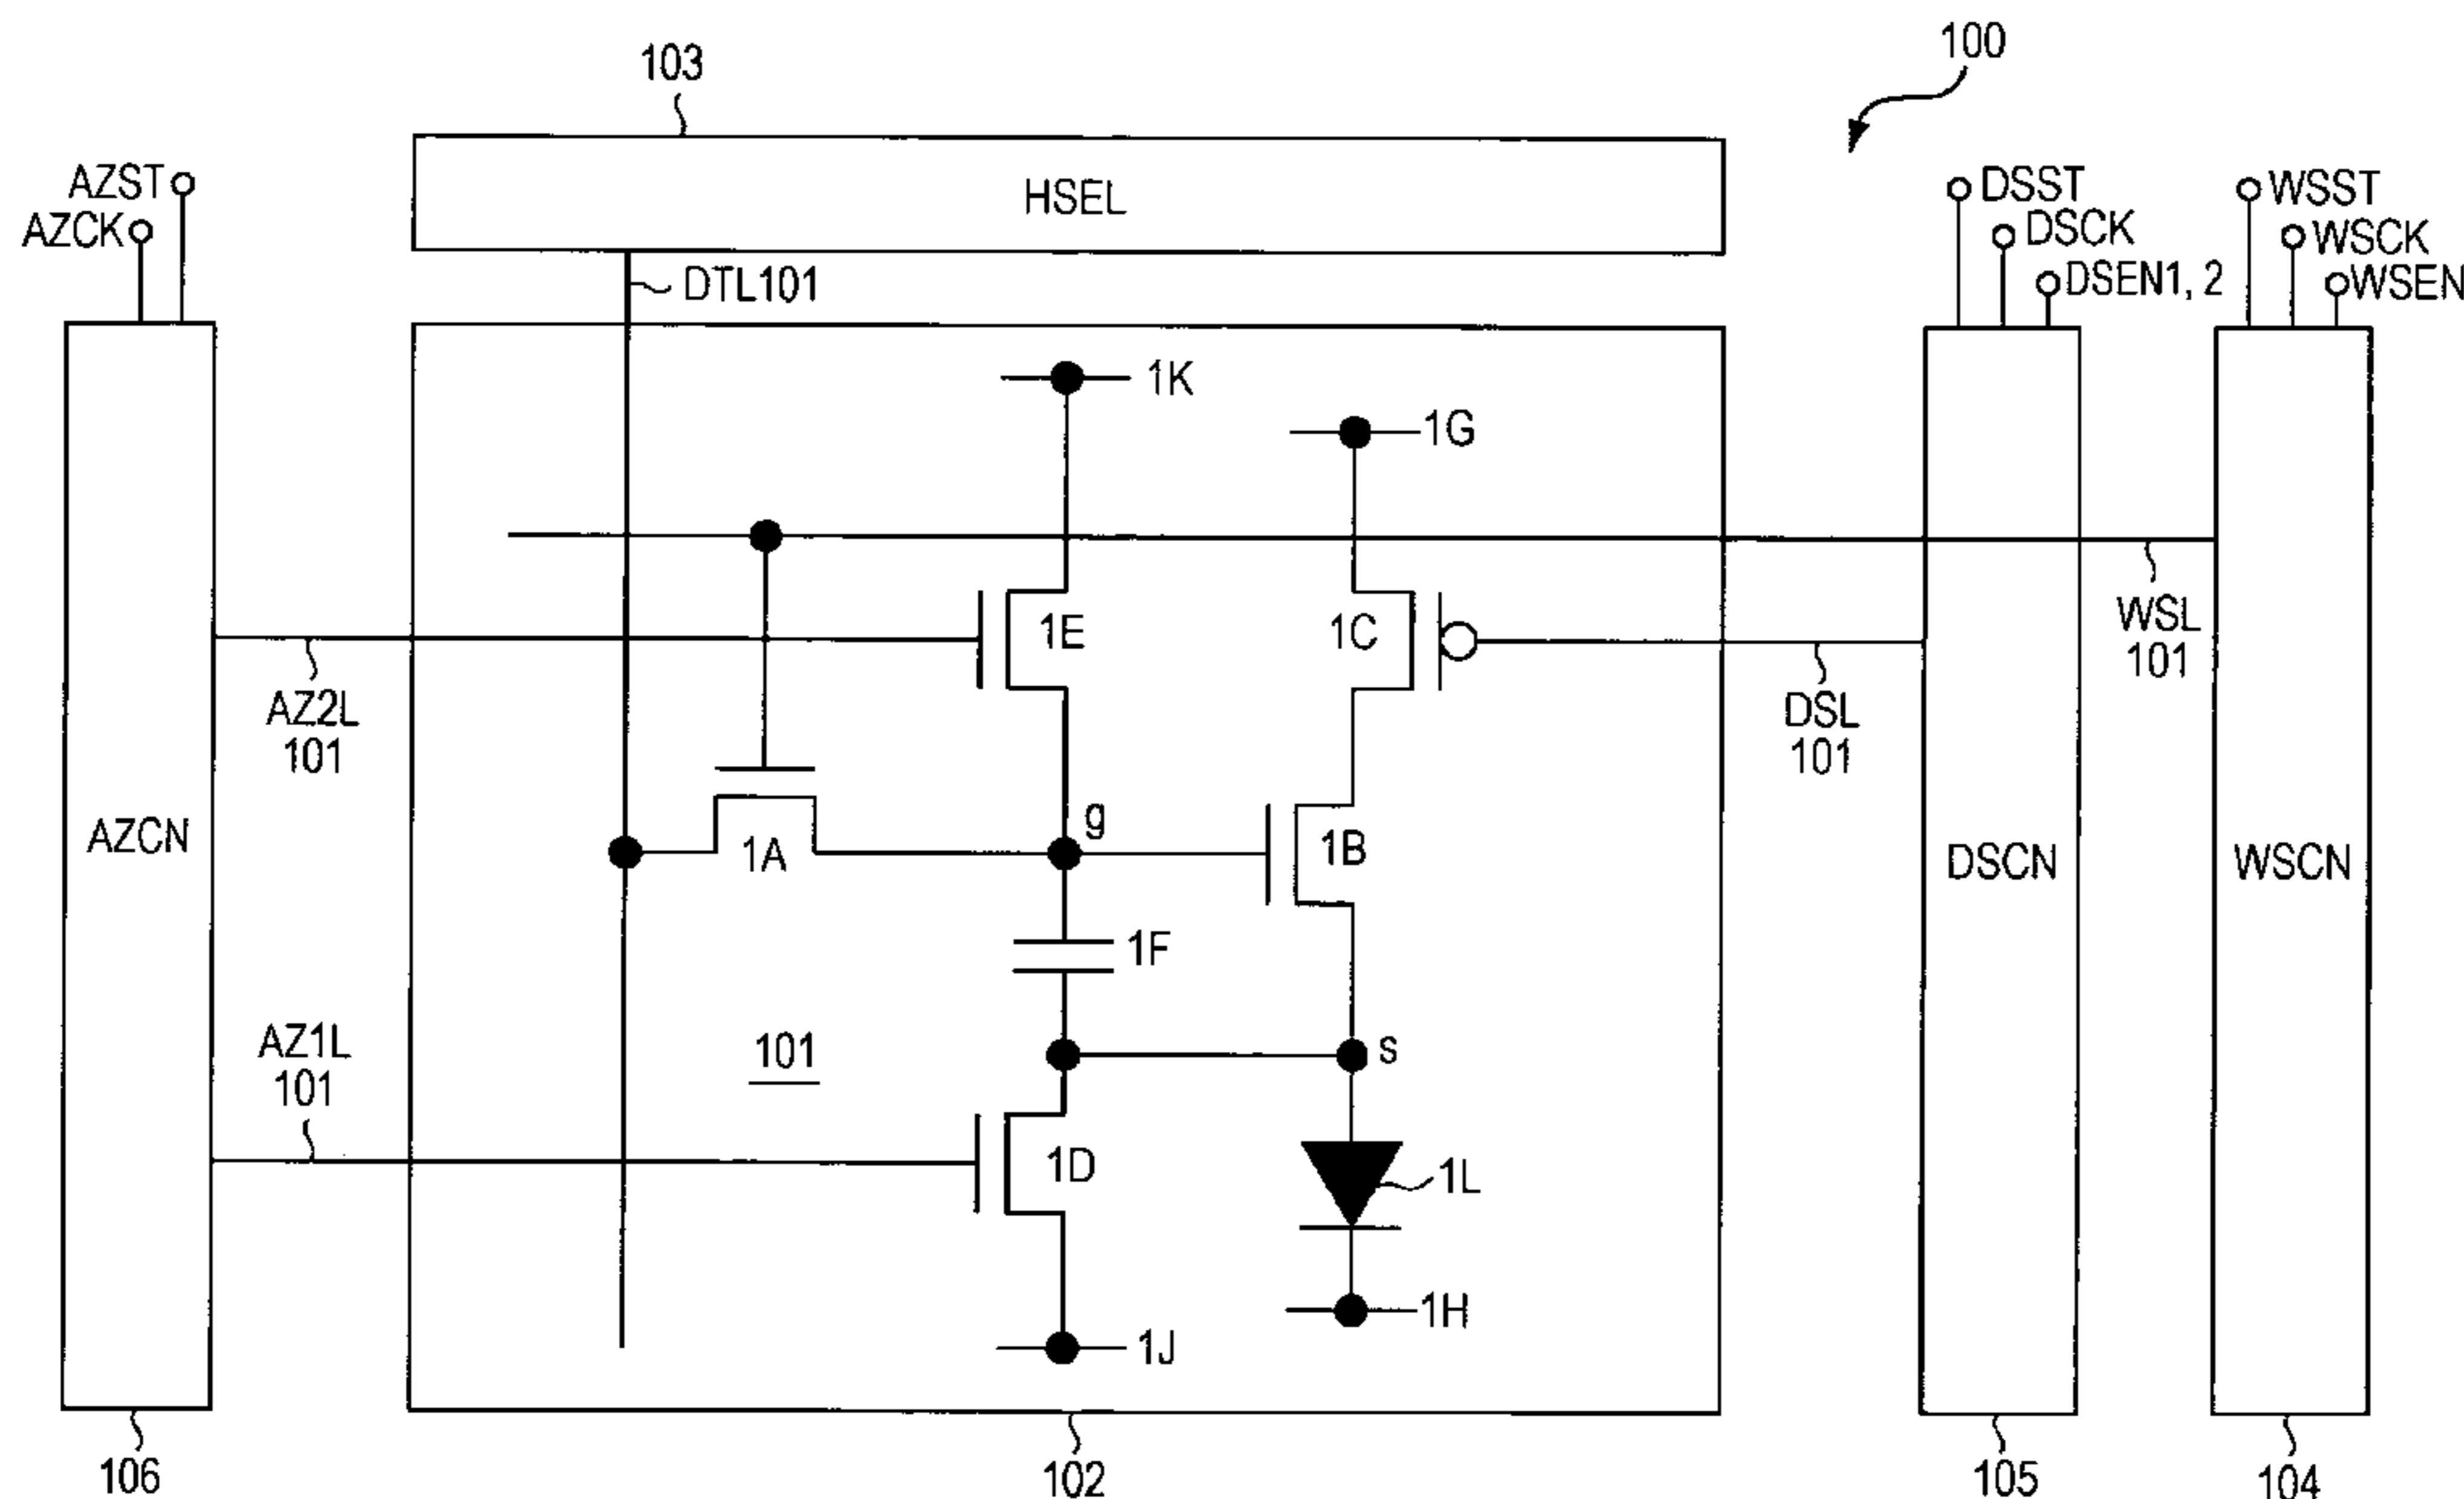 100
103
HSEL
AZST
AZCK
DTL101
DSST
DSCK
DSEN1, 2
WSST
WSCK
WSEN
1K
1G
1E
1C
WSL
101
AZ2L
101
DSL
101
g
1A
1B
AZCN
DSCN
WSCN
1F
AZ1L
101
101
s
1D
1L
1H
1J
106
102
105
104